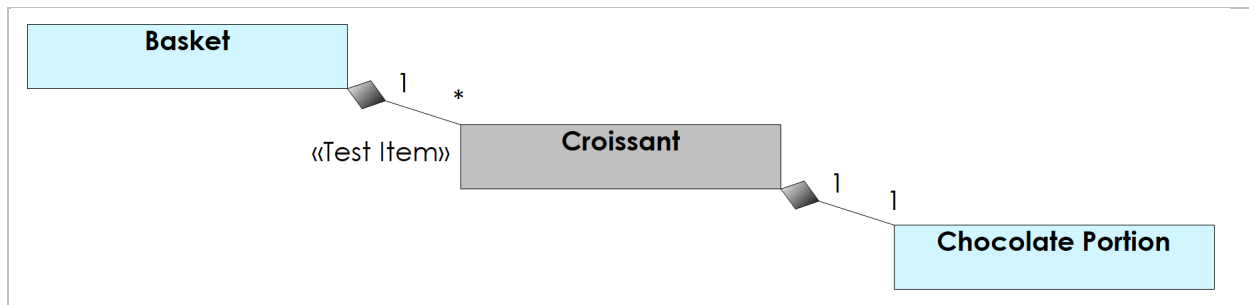 Basket
1
*
«Test Item»
Croissant
1
1
Chocolate Portion